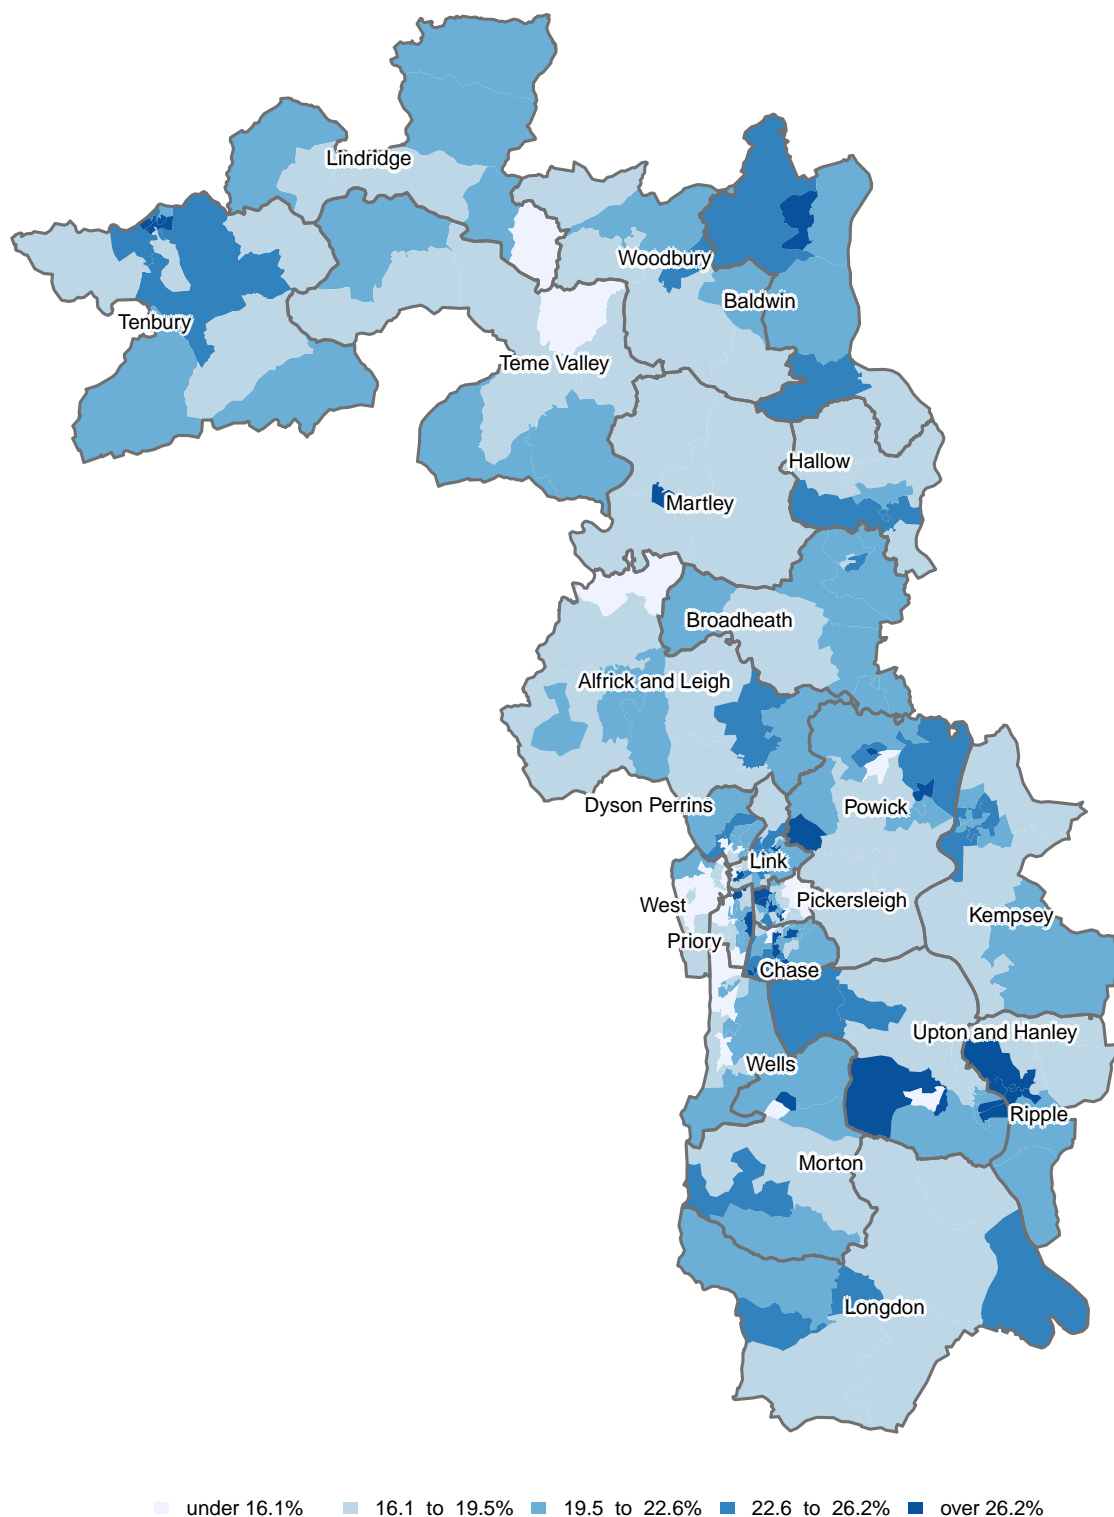 Lindridge
Woodbury
Baldwin
Tenbury
Teme Valley
Hallow
Martley
Broadheath
Alfrick and Leigh
Dyson Perrins
Powick
Link
West
Pickersleigh
Kempsey
Priory
Chase
Upton and Hanley
Wells
Ripple
Morton
Longdon
under 16.1% 16.1 to 19.5% 19.5 to 22.6% 22.6 to 26.2% over 26.2%